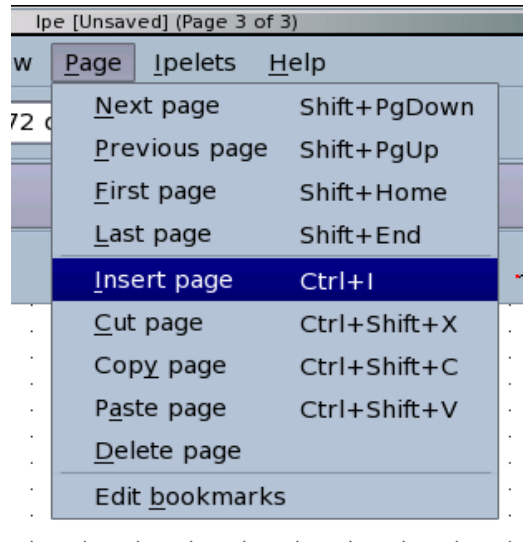 Ipe [Unsaved] (Page 3 of 3)
w Page Ipelets Help
72
Next page Shift+PgDown
Previous page Shift+PgUp
First page Shift+Home
Last page Shift+End
Insert page Ctrl+I
Cut page Ctrl+Shift+X
Copy page Ctrl+Shift+C
Paste page Ctrl+Shift+V
Delete page
Edit bookmarks